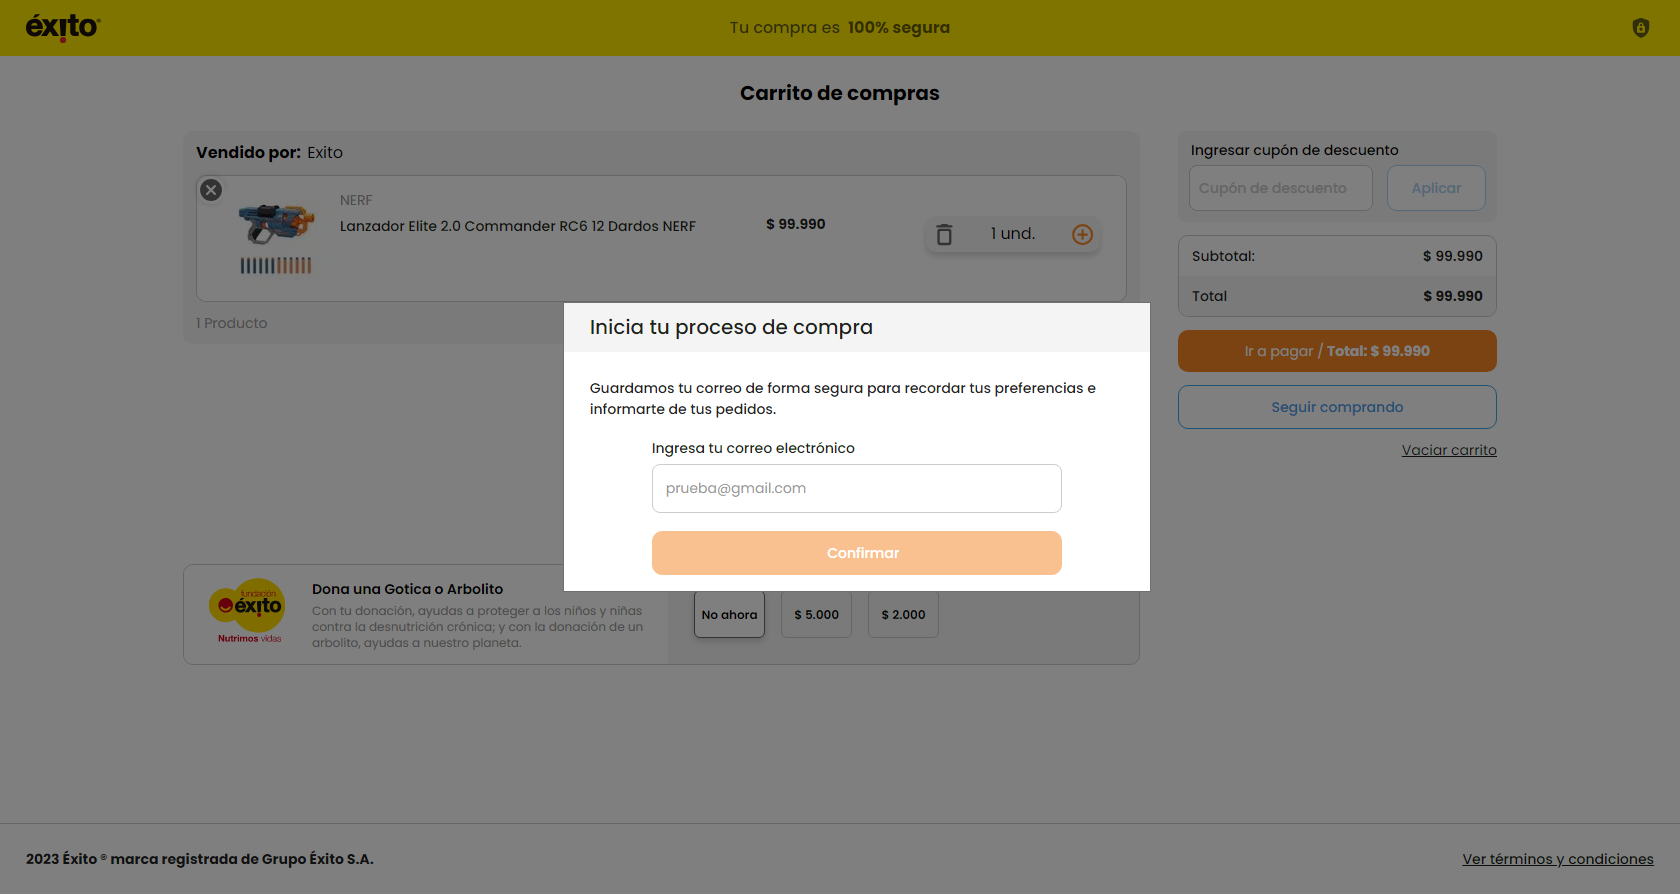 éxito®
Tu compra es 100% segura
Carrito de compras
Vendido por: Exito
NERF
Lanzador Elite 2.0 Commander RC6 12 Dardos NERF
$ 99.990
1 und.
1 Producto
Ingresar cupón de descuento
Cupón de descuento
Aplicar
Subtotal: $ 99.990
Total $ 99.990
Ir a pagar / Total: $ 99.990
Seguir comprando
Vaciar carrito
Inicia tu proceso de compra
Guardamos tu correo de forma segura para recordar tus preferencias e
informarte de tus pedidos.
Ingresa tu correo electrónico
prueba@gmail.com
Confirmar
fundación
éxito
Nutrimos vidas
Dona una Gotica o Arbolito
Con tu donación, ayudas a proteger a los niños y niñas
contra la desnutrición crónica; y con la donación de un
arbolito, ayudas a nuestro planeta.
No ahora
$ 5.000
$ 2.000
2023 Éxito ® marca registrada de Grupo Éxito S.A.
Ver términos y condiciones